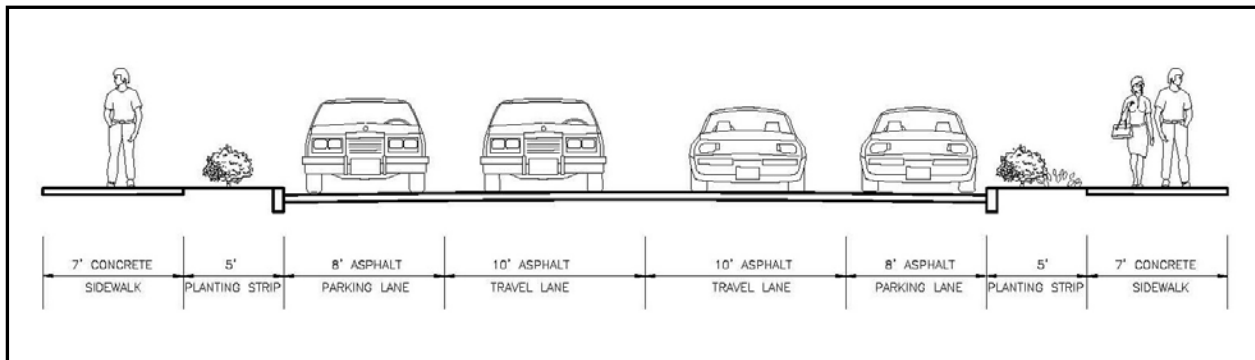 7' CONCRETE
SIDEWALK
5'
PLANTING STRIP
8' ASPHALT
PARKING LANE
10' ASPHALT
TRAVEL LANE
10' ASPHALT
TRAVEL LANE
8' ASPHALT
PARKING LANE
5'
PLANTING STRIP
7' CONCRETE
SIDEWALK